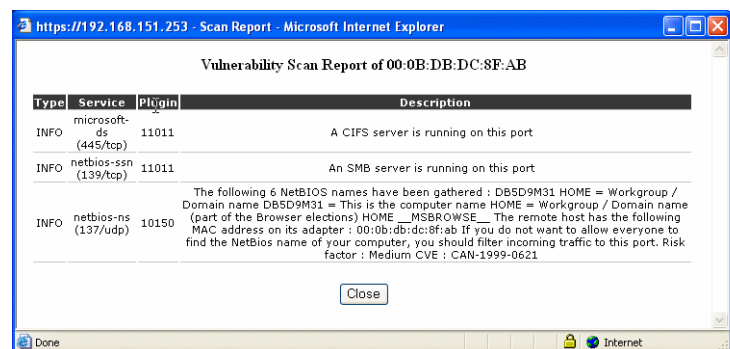 https://192.168.151.253 - Scan Report - Microsoft Internet Explorer
Vulnerability Scan Report of 00:0B:DB:DC:8F:AB
Type Service Plugin Description
INFO microsoft-ds (445/tcp) 11011 A CIFS server is running on this port
INFO netbios-ssn (139/tcp) 11011 An SMB server is running on this port
INFO netbios-ns (137/udp) 10150 The following 6 NetBIOS names have been gathered : DB5D9M31 HOME = Workgroup /
Domain name DB5D9M31 = This is the computer name HOME = Workgroup / Domain name
(part of the Browser elections) HOME __MSBROWSE__ The remote host has the following
MAC address on its adapter : 00:0b:db:dc:8f:ab If you do not want to allow everyone to
find the NetBios name of your computer, you should filter incoming traffic to this port. Risk
factor : Medium CVE : CAN-1999-0621
Close
Done Internet